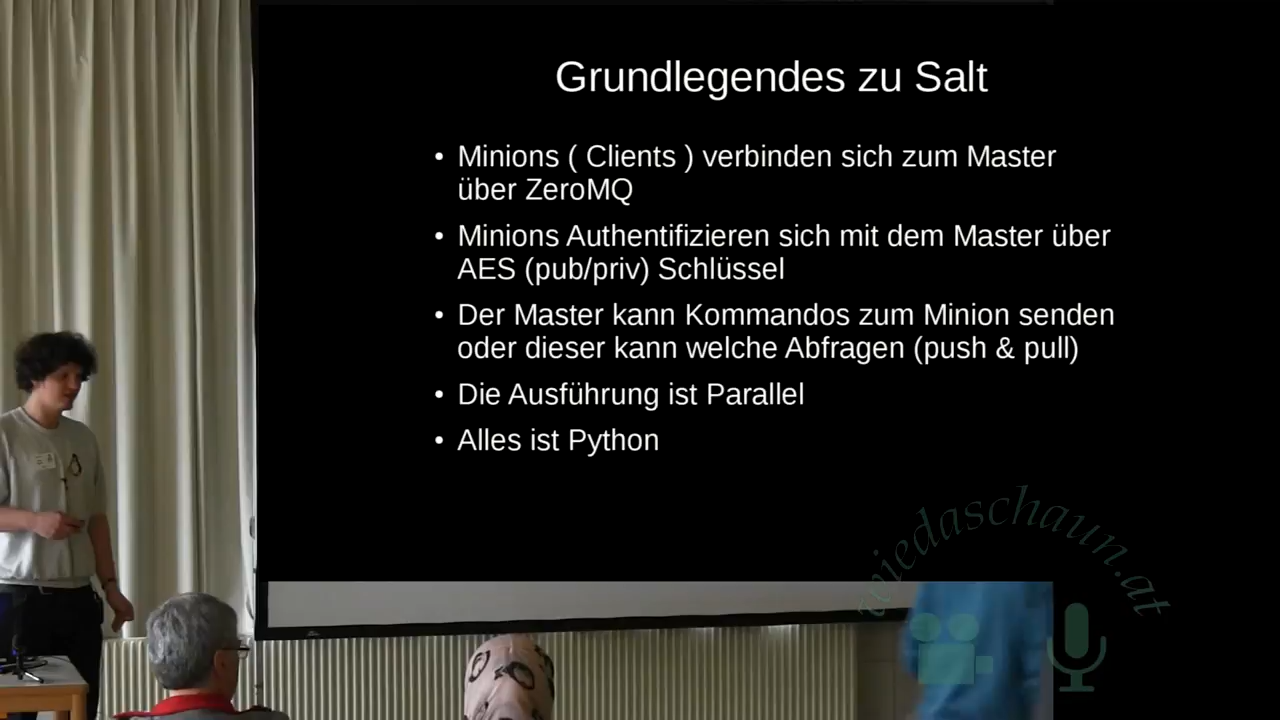 Grundlegendes zu Salt
• Minions ( Clients ) verbinden sich zum Master
über ZeroMQ
• Minions Authentifizieren sich mit dem Master über
AES (pub/priv) Schlüssel
• Der Master kann Kommandos zum Minion senden
oder dieser kann welche Abfragen (push & pull)
• Die Ausführung ist Parallel
• Alles ist Python
wiedaschaun.at